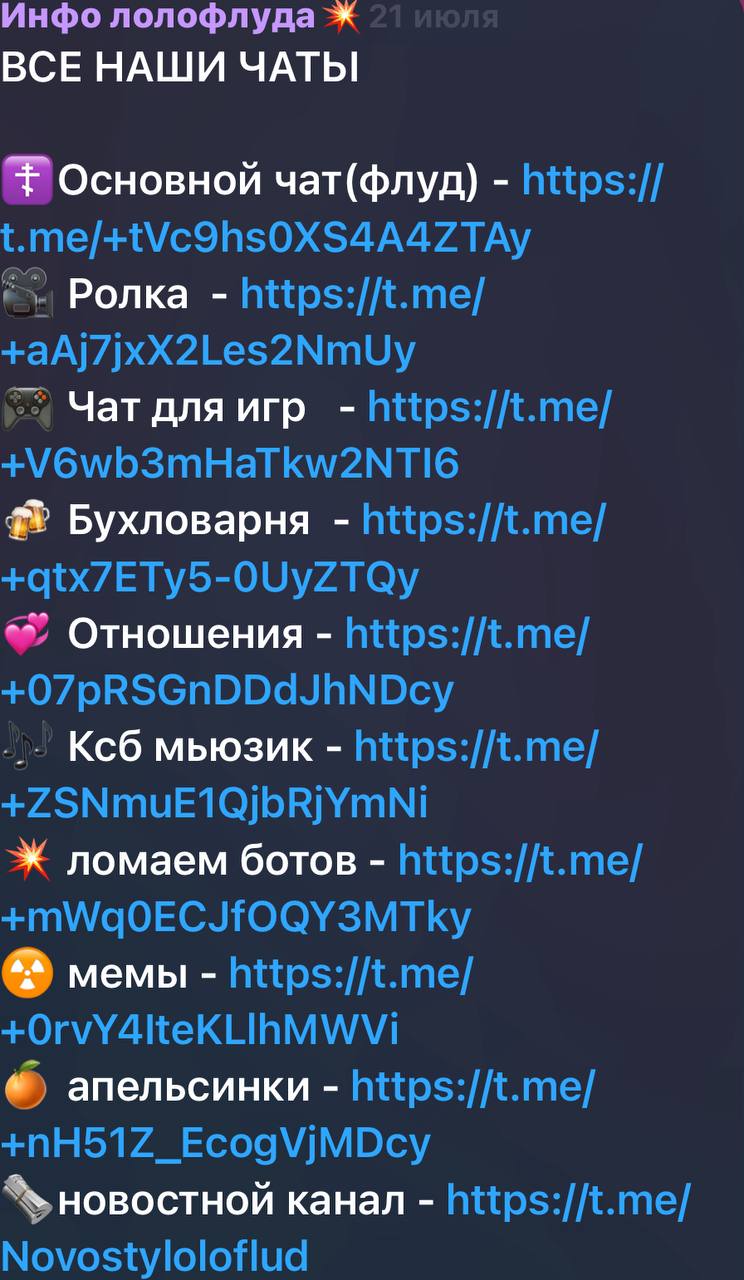 Инфо лолофлуда💥 21 июля
ВСЕ НАШИ ЧАТЫ
☦️Основной чат(флуд) - https://
t.me/+tVc9hs0XS4A4ZTAy
🎥 Ролка - https://t.me/
+aAj7jxX2Les2NmUy
🎮 Чат для игр - https://t.me/
+V6wb3mHaTkw2NTI6
🍻 Бухловарня - https://t.me/
+qtx7ETy5-0UyZTQy
💞 Отношения - https://t.me/
+07pRSGnDDdJhNDcy
🎶 Ксб мьюзик - https://t.me/
+ZSNmuE1QjbRjYmNi
💥 ломаем ботов - https://t.me/
+mWq0ECJfOQY3MTky
☢️ мемы - https://t.me/
+0rvY4IteKLlhMWVi
🍊 апельсинки - https://t.me/
+nH51Z_EcogVjMDcy
🗞️новостной канал - https://t.me/
Novostyloloflud